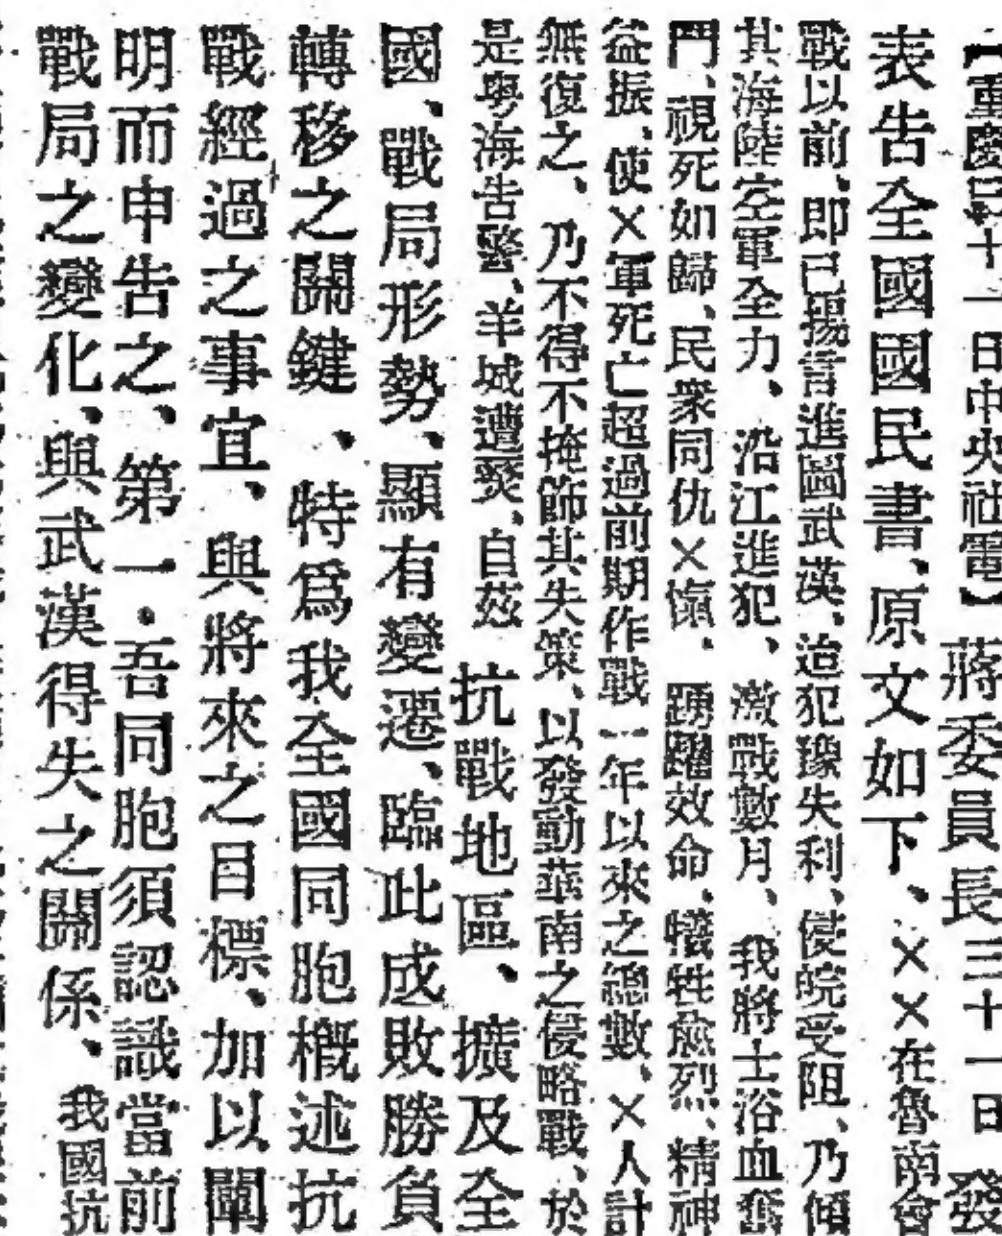 【重慶卅十一日中央社電】蔣委員長三十一日發
表告全國國民書、原文如下、××在魯南會
戰以前、即已揚言進圖武漢、迨犯豫失利、侵皖受阻、乃傾
其海陸空軍全力、沿江進犯、激戰數月、我將士浴血奮
鬥、視死如歸、民衆同仇×愾、踴躍效命、犧牲愈烈、精神
益振、使×軍死亡超過前期作戰一年以來之總數、×人計
無復之、乃不得不掩飾其失策、以發動華南之侵略戰、於
是粵海告警、羊城遭燹、自茲抗戰地區、擴及全
國、戰局形勢、顯有變遷、臨此成敗勝負
轉移之關鍵、特爲我全國同胞概述抗
戰經過之事宜、與將來之目標、加以闡
明而申告之、第一・吾同胞須認識當前
戰局之變化、與武漢得失之關係、我國抗